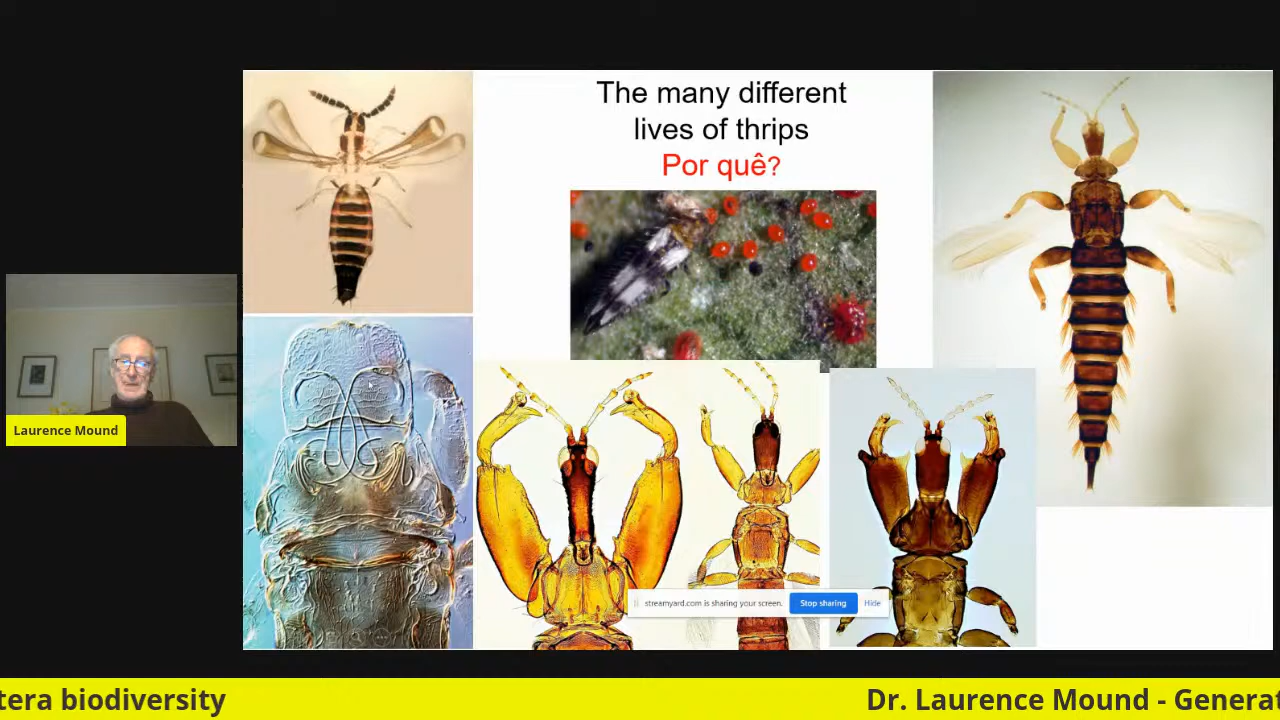 The many different
lives of thrips
Por quê?
Laurence Mound
streamyard.com is sharing your screen.
Stop sharing
Hide
tera biodiversity
Dr. Laurence Mound - Generat